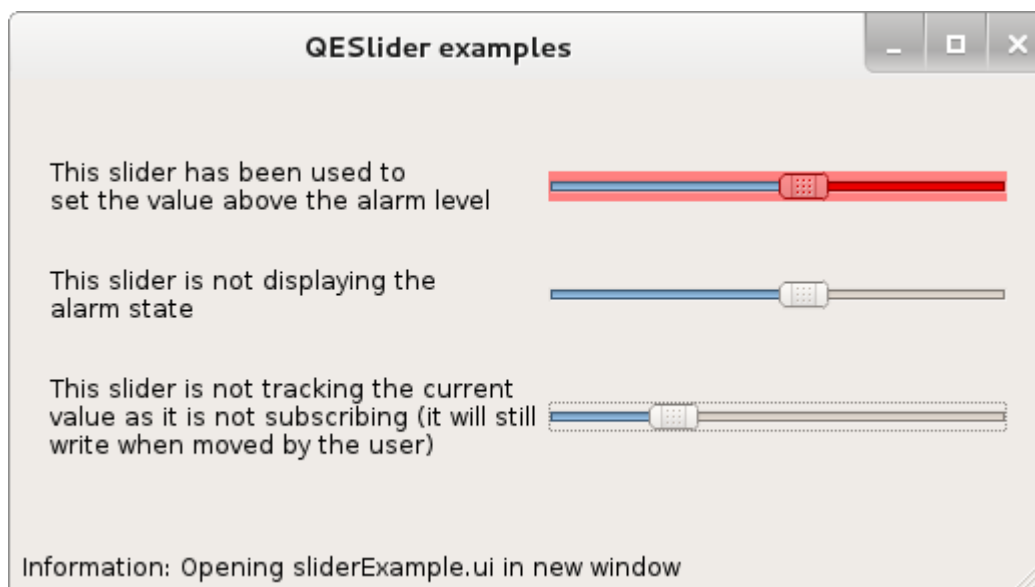 QESlider examples
This slider has been used to
set the value above the alarm level
This slider is not displaying the
alarm state
This slider is not tracking the current
value as it is not subscribing (it will still
write when moved by the user)
Information: Opening sliderExample.ui in new window